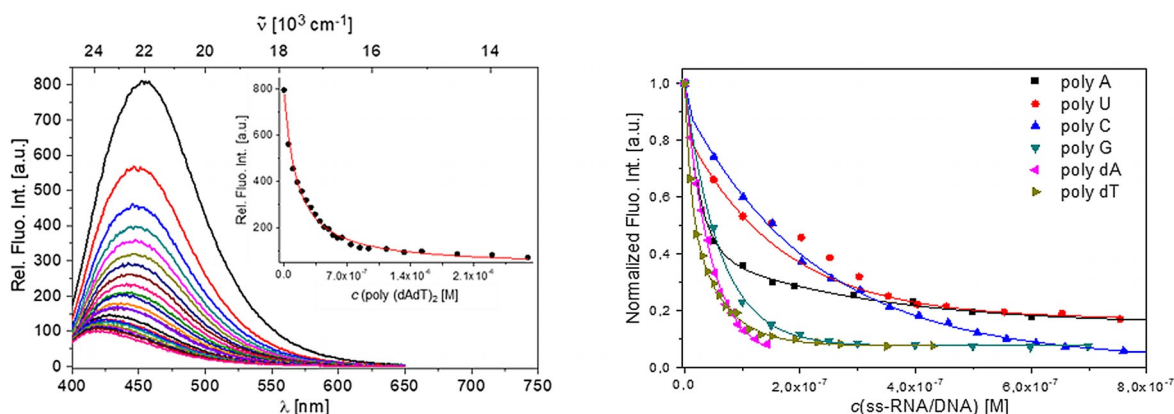 ṽ [10³ cm⁻¹]
24 22 20 18 16 14
800
700
600
500
400
300
200
100
0
Rel. Fluo. Int. [a.u.]
400 450 500 550 600 650 700 750
λ [nm]
800
600
400
200
Rel. Fluo. Int. [a.u.]
0.0 7.0x10⁻⁷ 1.4x10⁻⁶ 2.1x10⁻⁶
c (poly (dAdT)₂ [M]
1.0
0.8
0.6
0.4
0.2
0.0
Normalized Fluo. Int. [a.u.]
poly A
poly U
poly C
poly G
poly dA
poly dT
0,0 2,0x10⁻⁷ 4,0x10⁻⁷ 6,0x10⁻⁷ 8,0x10⁻⁷
c(ss-RNA/DNA) [M]